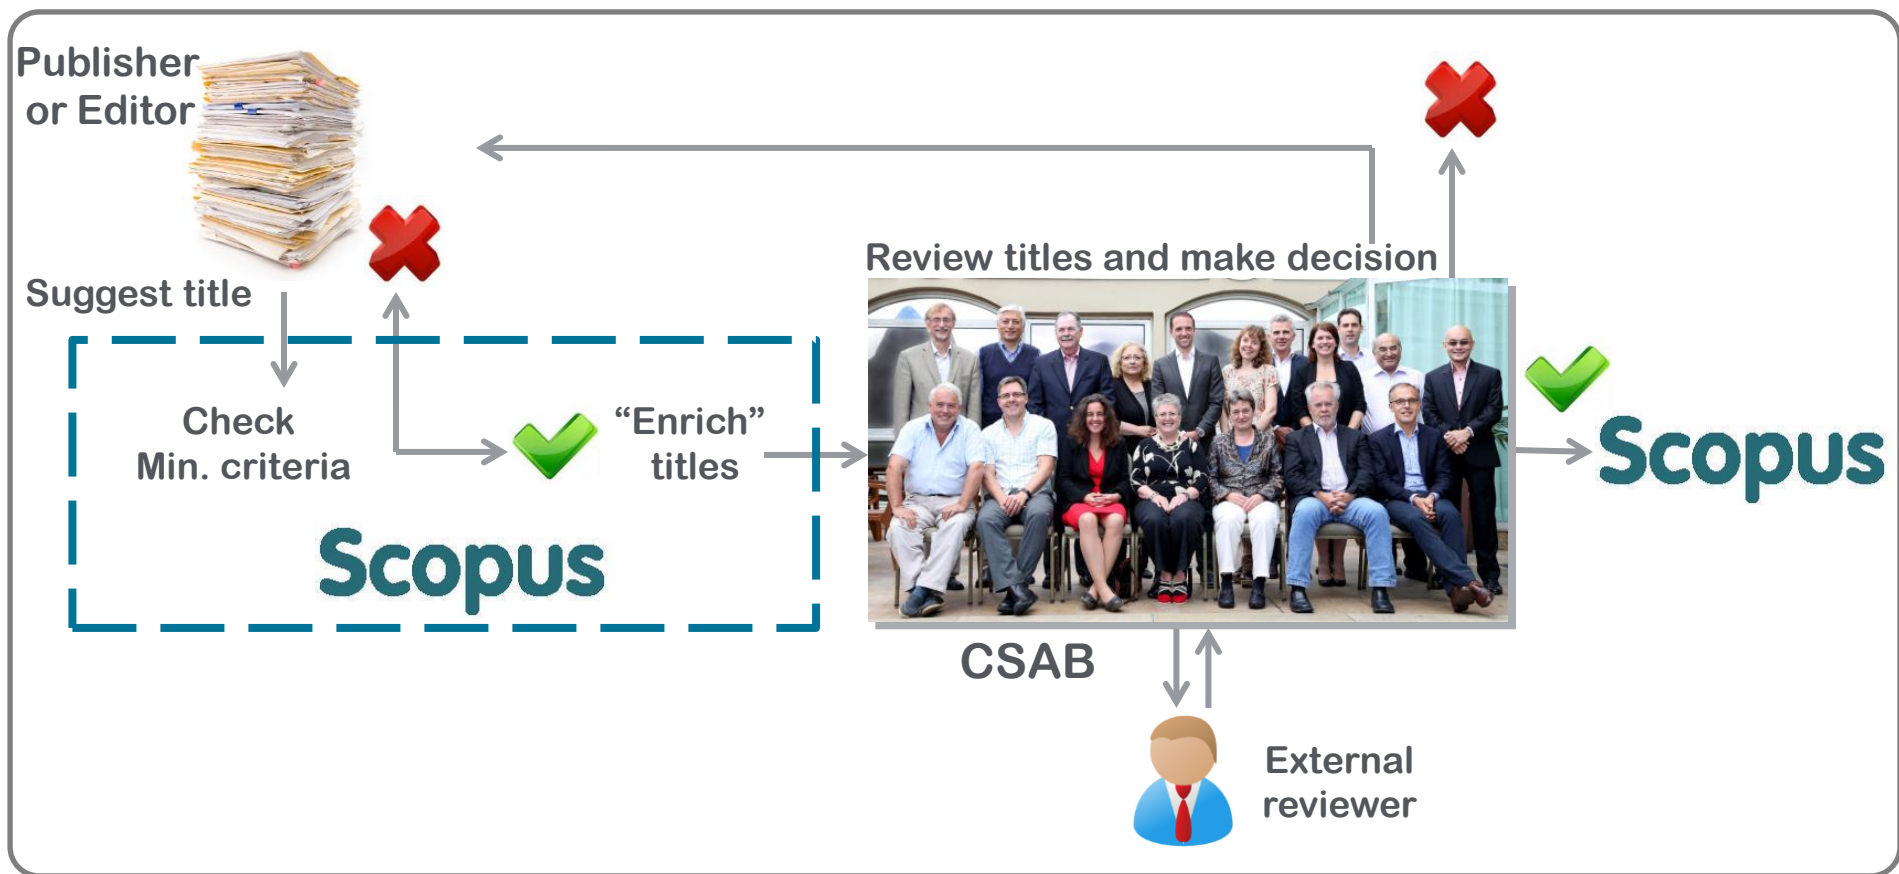 Publisher
or Editor
Suggest title
Check
Min. criteria
“Enrich”
titles
Scopus
Review titles and make decision
CSAB
External
reviewer
Scopus